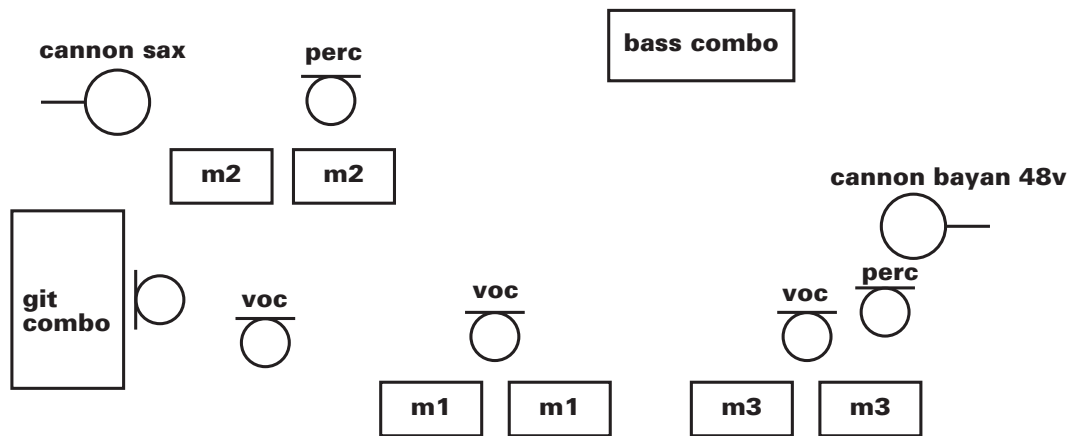 bass combo
cannon sax
perc
m2
m2
cannon bayan 48v
perc
git
combo
voc
voc
voc
m1
m1
m3
m3